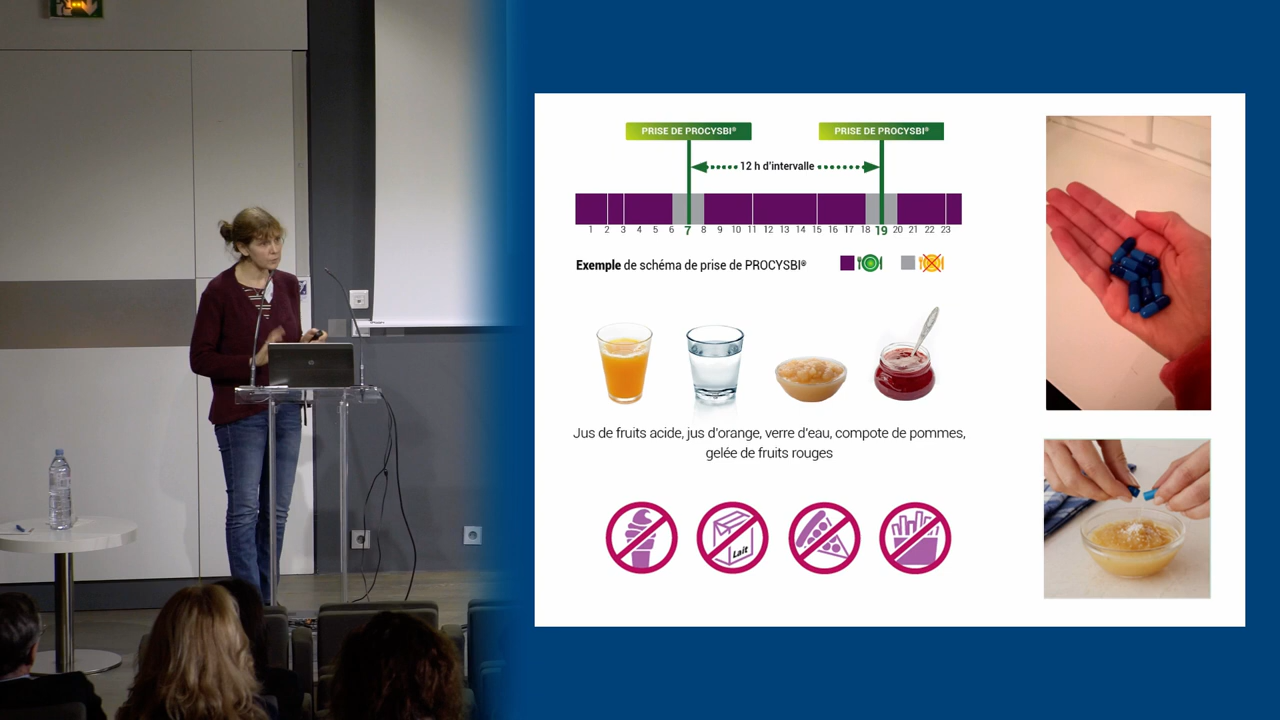 PRISE DE PROCYSBI® PRISE DE PROCYSBI®
12 h d'intervalle
1 2 3 4 5 6 7 8 9 10 11 12 13 14 15 16 17 18 19 20 21 22 23
Exemple de schéma de prise de PROCYSBI®
Jus de fruits acide, jus d'orange, verre d'eau, compote de pommes,
gelée de fruits rouges
Lait